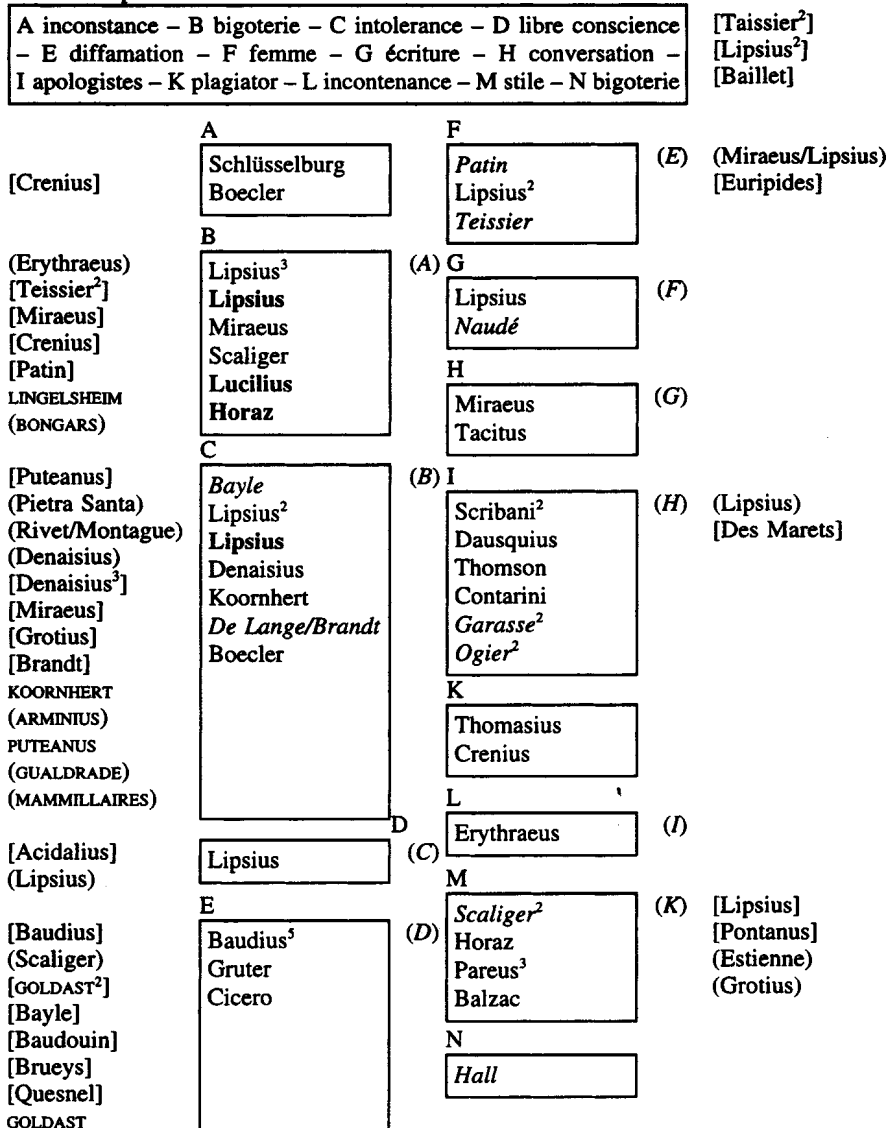 A inconstance – B bigoterie – C intolerance – D libre conscience
– E diffamation – F femme – G écriture – H conversation –
I apologistes – K plagiator – L incontenance – M stile – N bigoterie
[Taissier²]
[Lipsius²]
[Baillet]
A
[Crenius]
Schlüsselburg
Boecler
B
(Erythraeus)
[Teissier²]
[Miraeus]
[Crenius]
[Patin]
LINGELSHEIM
(BONGARS)
Lipsius³
Lipsius
Miraeus
Scaliger
Lucilius
Horaz
(A)
C
[Puteanus]
(Pietra Santa)
(Rivet/Montague)
(Denaisius)
[Denaisius³]
[Miraeus]
[Grotius]
[Brandt]
KOORNHERT
(ARMINIUS)
PUTEANUS
(GUALDRADE)
(MAMMILLAIRES)
Bayle
Lipsius²
Lipsius
Denaisius
Koornhert
De Lange/Brandt
Boecler
(B)
D
[Acidalius]
(Lipsius)
Lipsius
(C)
E
[Baudius]
(Scaliger)
[GOLDAST²]
[Bayle]
[Baudouin]
[Brueys]
[Quesnel]
GOLDAST
Baudius⁵
Gruter
Cicero
(D)
F
Patin
Lipsius²
Teissier
(E)
(Miraeus/Lipsius)
[Euripides]
G
Lipsius
Naudé
(F)
H
Miraeus
Tacitus
(G)
I
Scribani²
Dausquius
Thomson
Contarini
Garasse²
Ogier²
(H)
(Lipsius)
[Des Marets]
K
Thomasius
Crenius
L
Erythraeus
(I)
M
Scaliger²
Horaz
Pareus³
Balzac
(K)
[Lipsius]
[Pontanus]
(Estienne)
(Grotius)
N
Hall